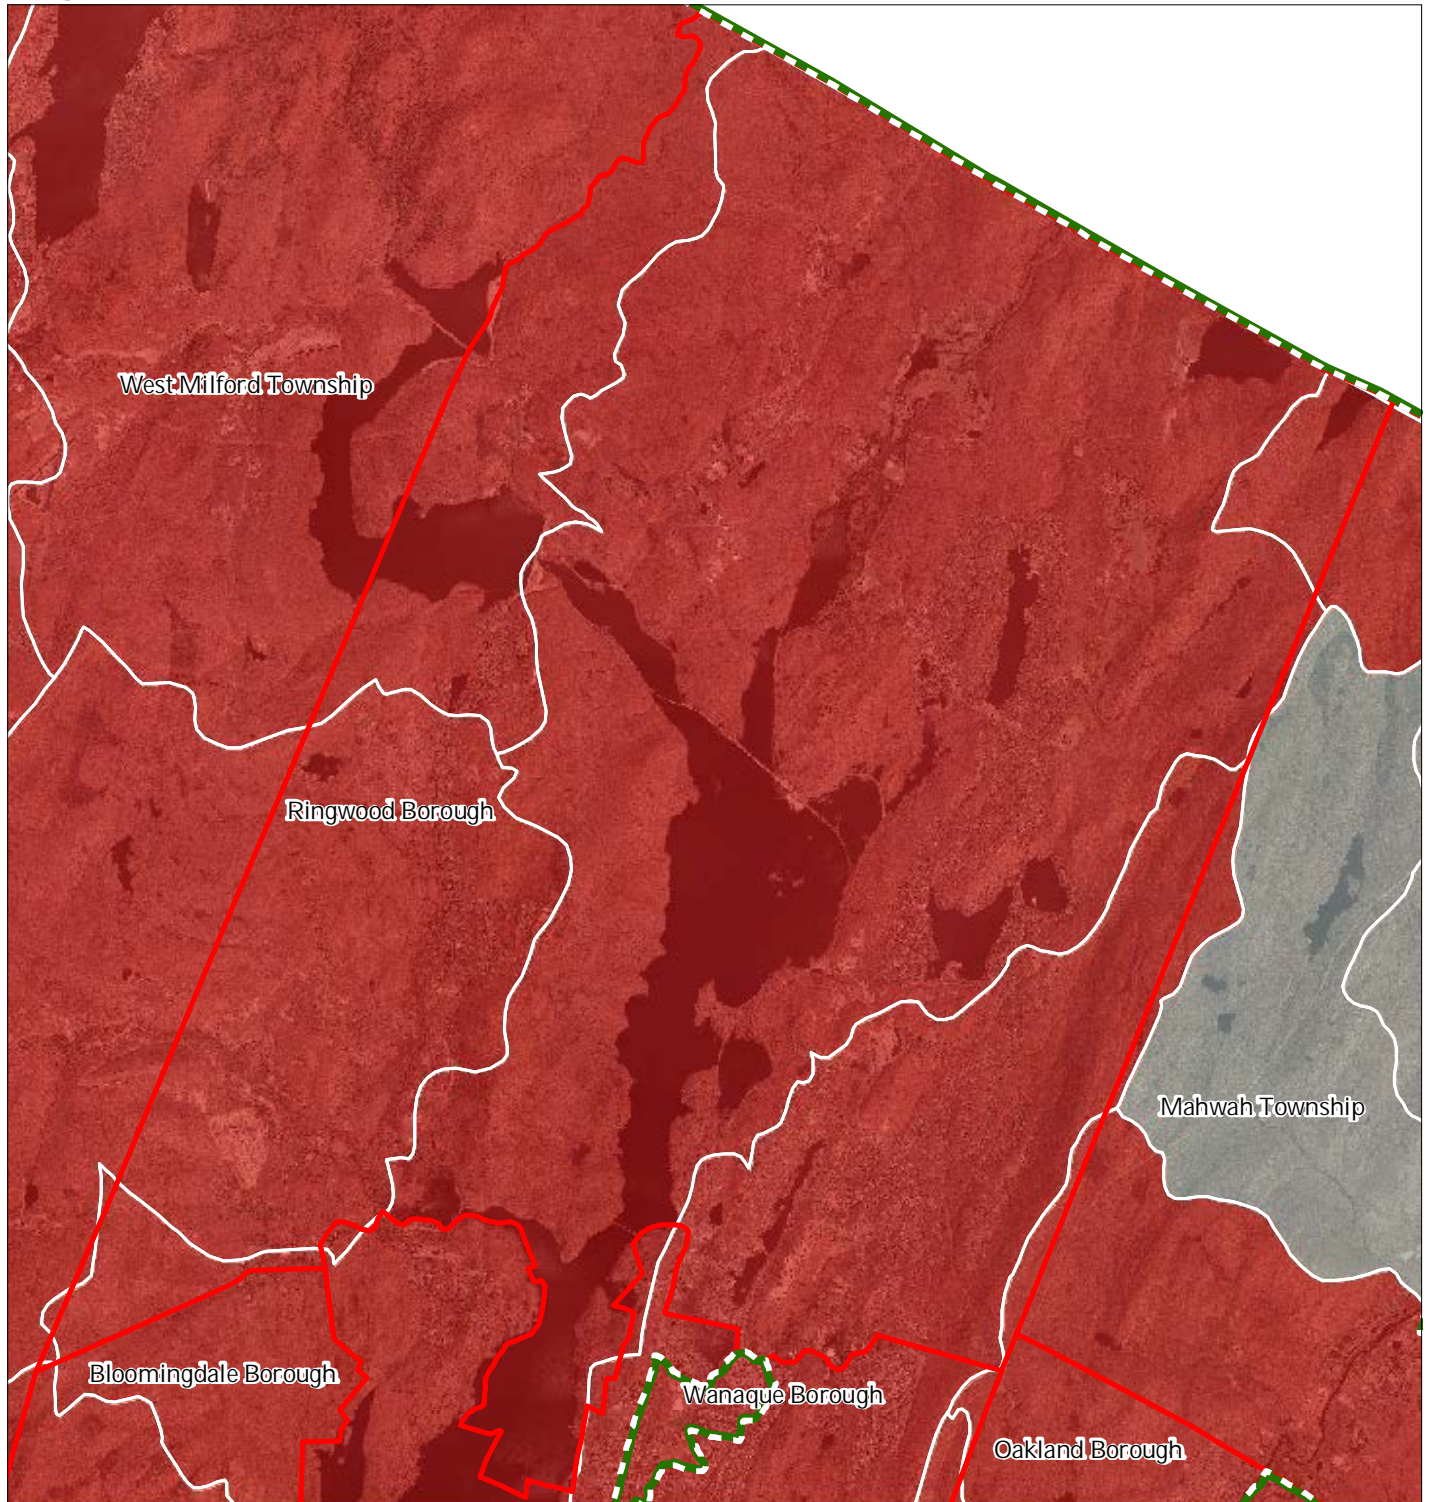 West Milford Township
Ringwood Borough
Mahwah Township
Bloomingdale Borough
Wanaque Borough
Oakland Borough